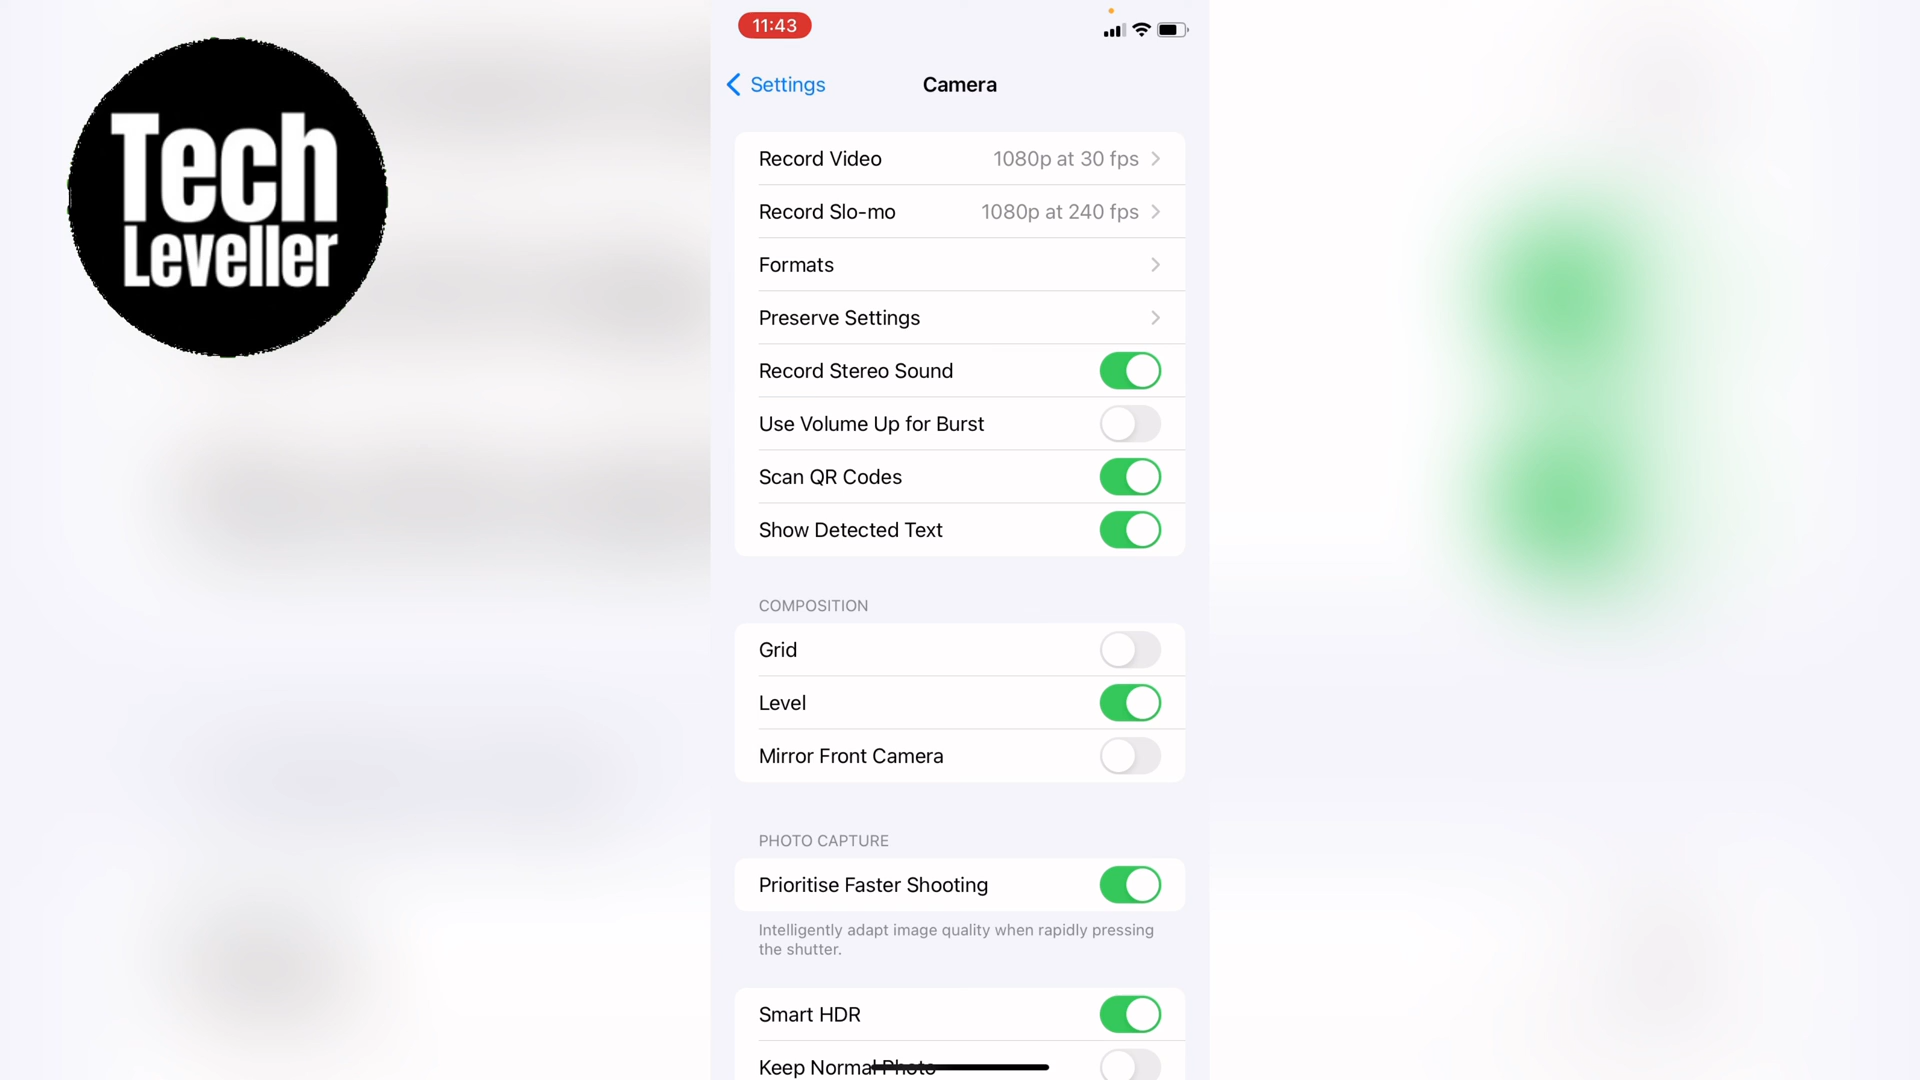 Tech
Leveller
11:43
Settings
Camera
Record Video 1080p at 30 fps
Record Slo-mo 1080p at 240 fps
Formats
Preserve Settings
Record Stereo Sound
Use Volume Up for Burst
Scan QR Codes
Show Detected Text
COMPOSITION
Grid
Level
Mirror Front Camera
PHOTO CAPTURE
Prioritise Faster Shooting
Intelligently adapt image quality when rapidly pressing
the shutter.
Smart HDR
Keep Normal Photo